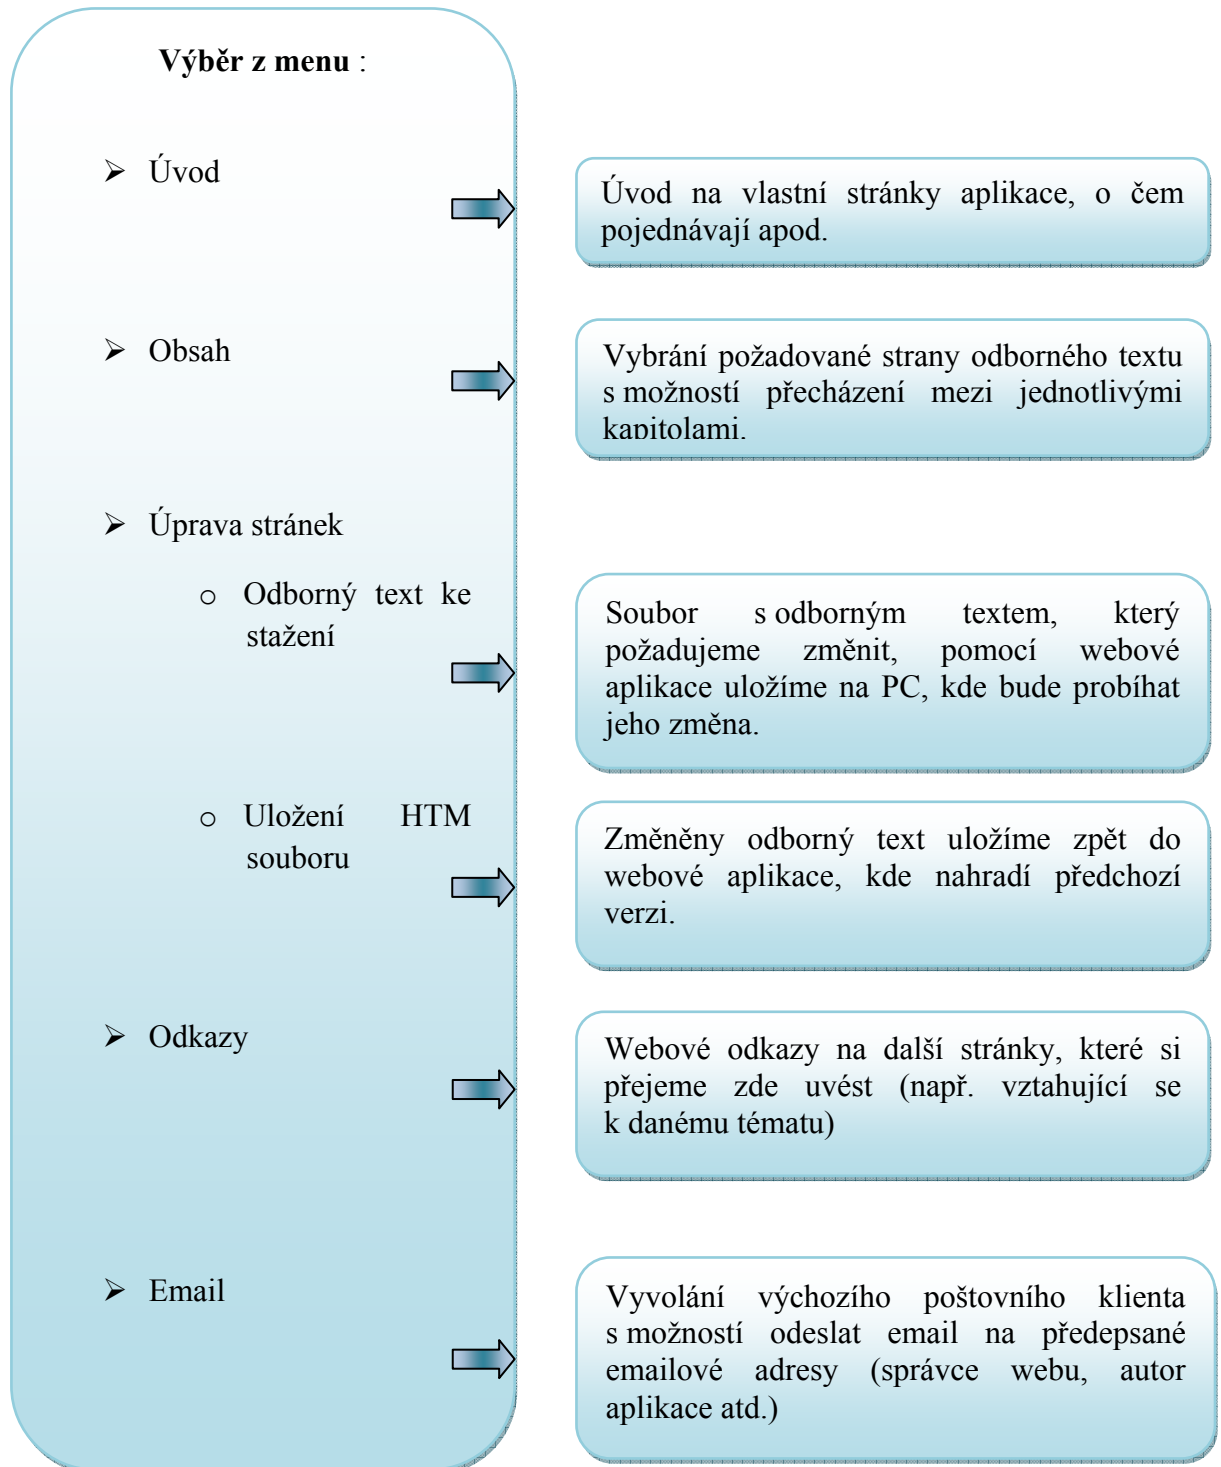 Výběr z menu :
➢ Úvod
Úvod na vlastní stránky aplikace, o čem
pojednávají apod.
➢ Obsah
Vybrání požadované strany odborného textu
s možností přecházení mezi jednotlivými
kapitolami.
➢ Úprava stránek
o Odborný text ke
stažení
Soubor s odborným textem, který
požadujeme změnit, pomocí webové
aplikace uložíme na PC, kde bude probíhat
jeho změna.
o Uložení HTM
souboru
Změněny odborný text uložíme zpět do
webové aplikace, kde nahradí předchozí
verzi.
➢ Odkazy
Webové odkazy na další stránky, které si
přejeme zde uvést (např. vztahující se
k danému tématu)
➢ Email
Vyvolání výchozího poštovního klienta
s možností odeslat email na předepsané
emailové adresy (správce webu, autor
aplikace atd.)